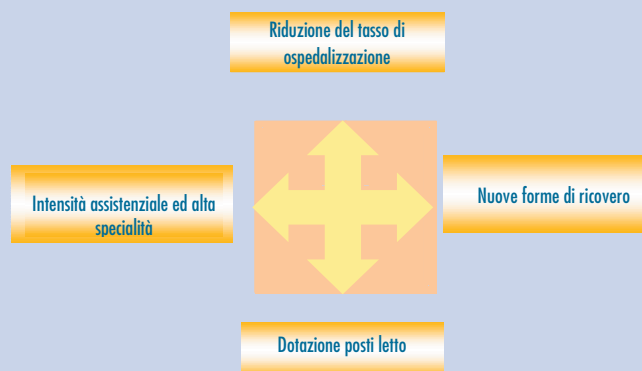 Riduzione del tasso di
ospedalizzazione
Intensità assistenziale ed alta
specialità
Nuove forme di ricovero
Dotazione posti letto